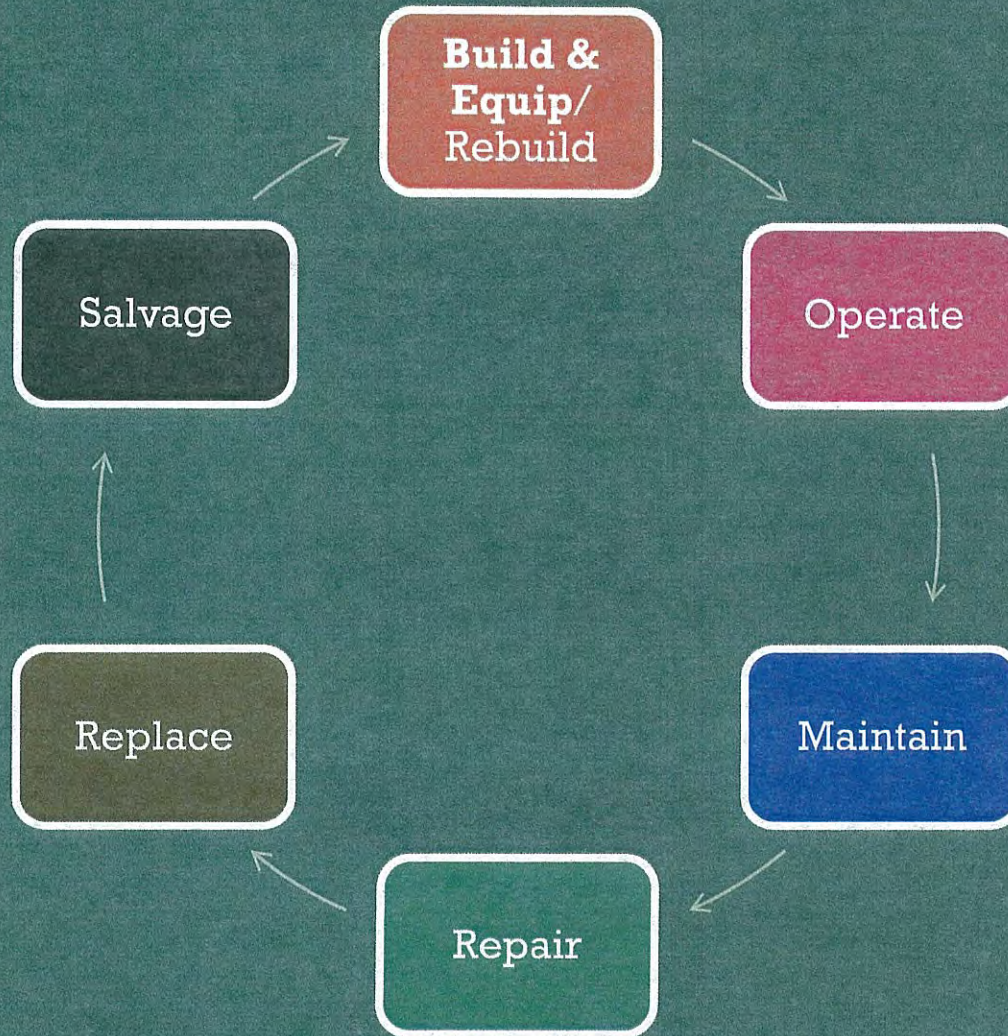 Build &
Equip/
Rebuild
Operate
Maintain
Repair
Replace
Salvage